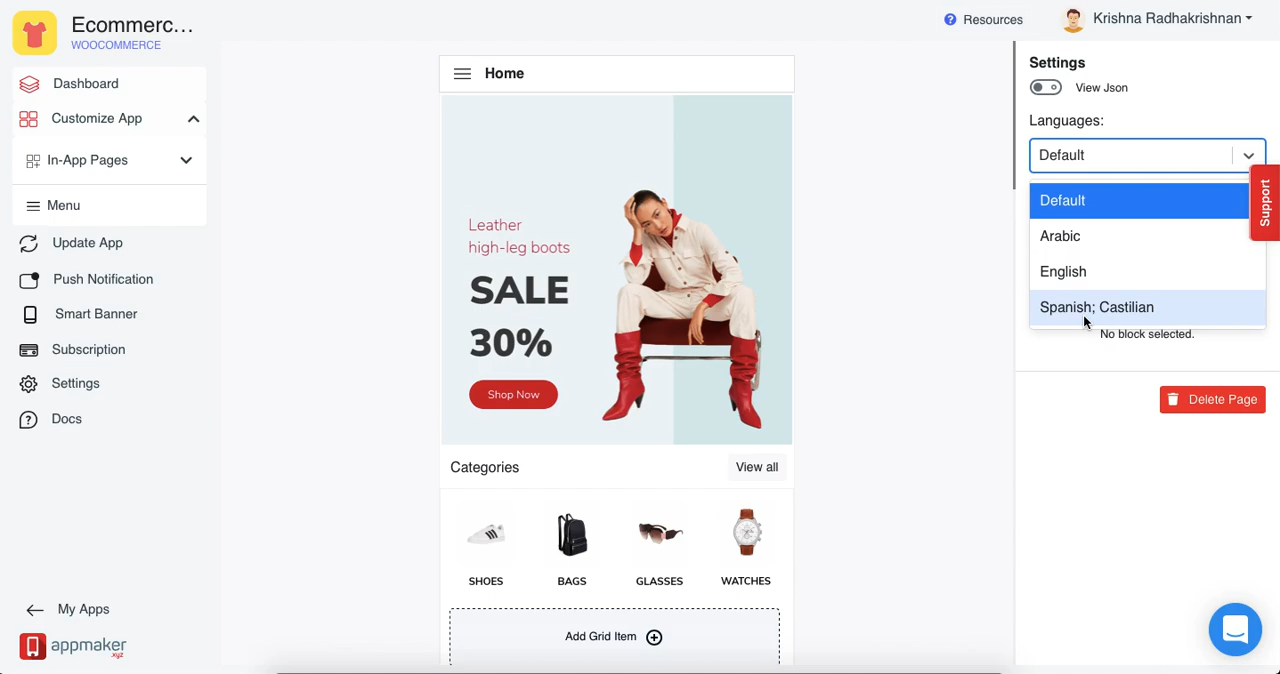 Ecommerc...
WOOCOMMERCE
Dashboard
Customize App
In-App Pages
Menu
Update App
Push Notification
Smart Banner
Subscription
Settings
Docs
My Apps
appmaker
.xyz
Resources
Krishna Radhakrishnan
Home
Leather
high-leg boots
SALE
30%
Shop Now
Categories
View all
SHOES
BAGS
GLASSES
WATCHES
Add Grid Item
Settings
View Json
Languages:
Default
Default
Arabic
English
Spanish; Castilian
No block selected.
Delete Page
Support